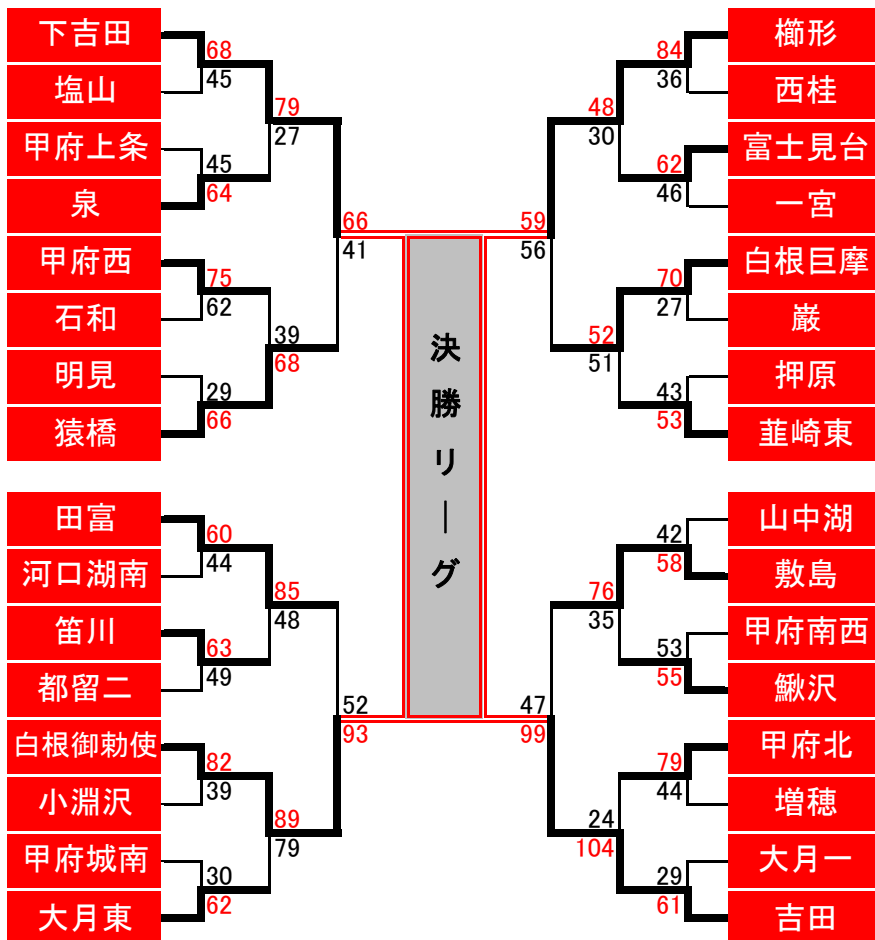 下吉田
68
45
塩山
79
27
甲府上条
45
64
泉
66
41
甲府西
75
62
石和
39
68
明見
29
66
猿橋
田富
60
44
河口湖南
85
48
笛川
63
49
都留二
52
93
白根御勅使
82
39
小淵沢
89
79
甲府城南
30
62
大月東
決勝リーグ
櫛形
84
36
西桂
48
30
富士見台
62
46
一宮
59
56
白根巨摩
70
27
巌
52
51
押原
43
53
韮崎東
山中湖
42
58
敷島
76
35
甲府南西
53
55
鰍沢
47
99
甲府北
79
44
増穂
24
104
大月一
29
61
吉田